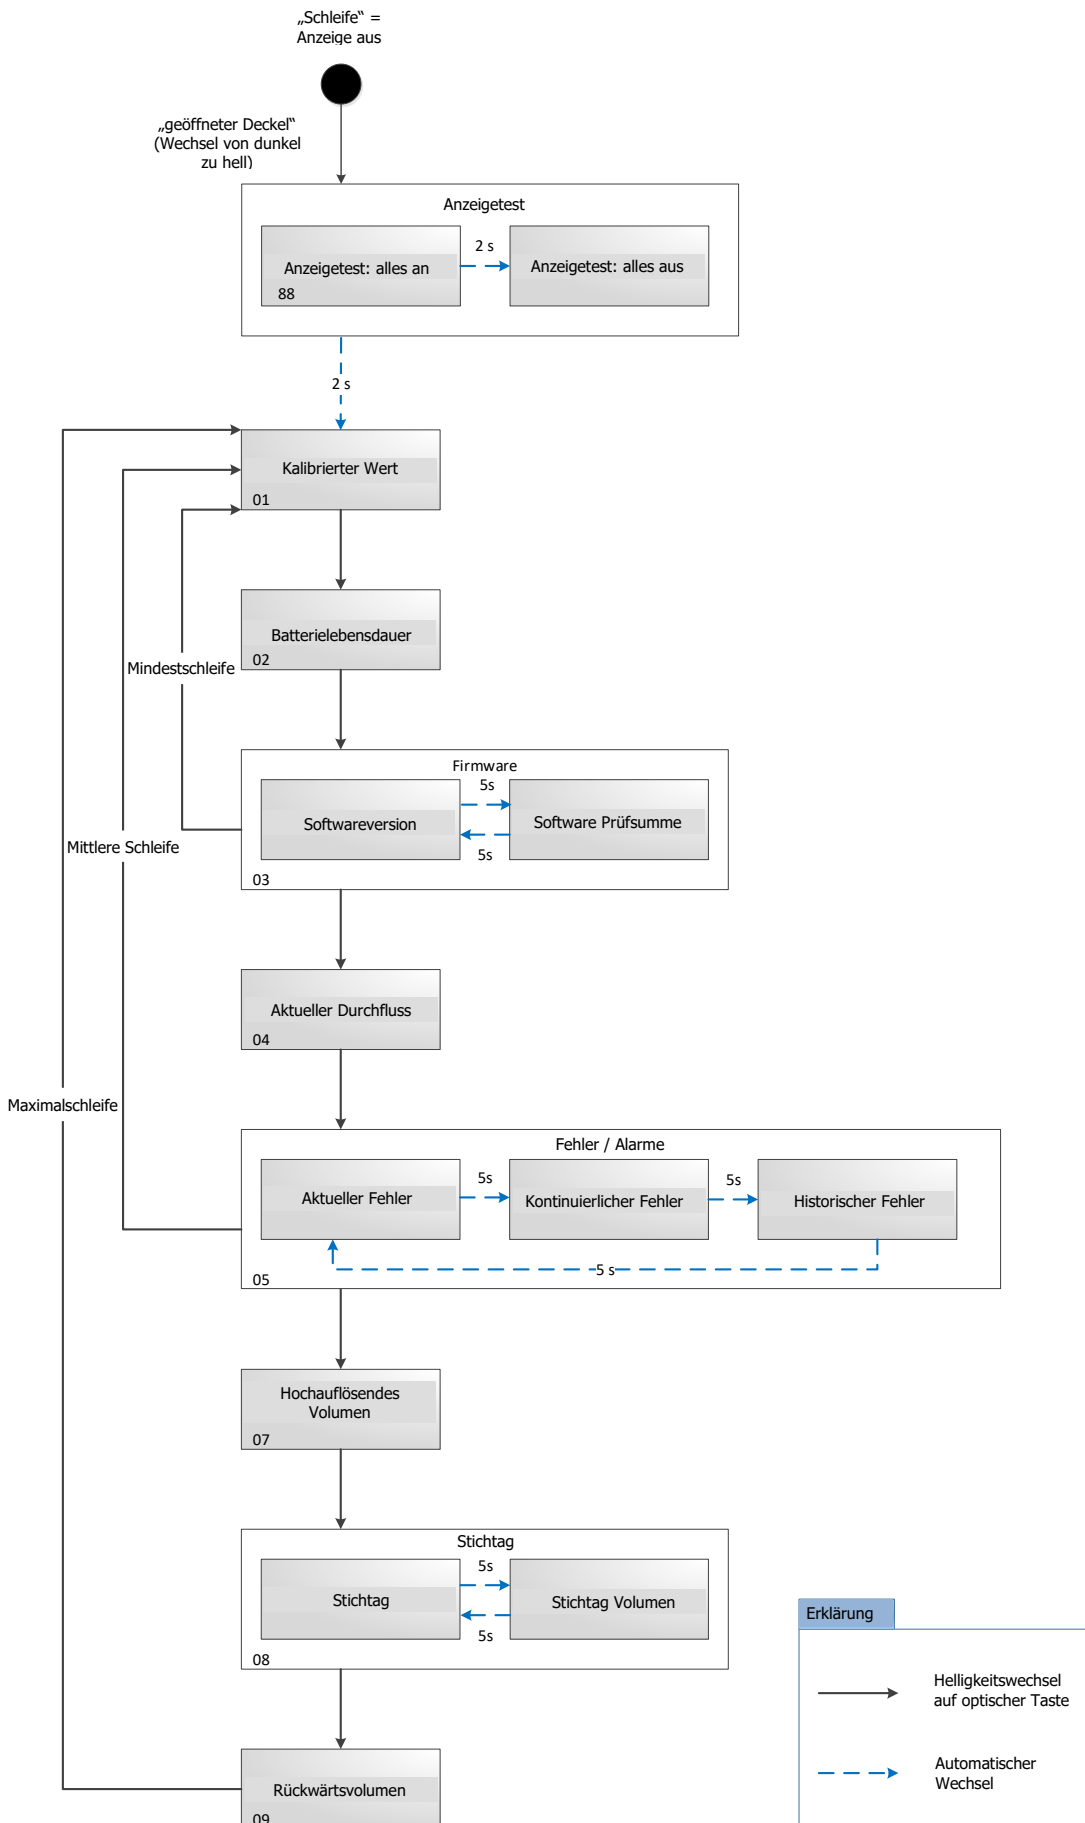 „Schleife“ =
Anzeige aus
„geöffneter Deckel“
(Wechsel von dunkel
zu hell)
Anzeigetest
Anzeigetest: alles an
88
2 s
Anzeigetest: alles aus
2 s
Kalibrierter Wert
01
Batterielebensdauer
02
Mindestschleife
Firmware
Softwareversion
5s
5s
Software Prüfsumme
03
Mittlere Schleife
Aktueller Durchfluss
04
Maximalschleife
Fehler / Alarme
Aktueller Fehler
5s
Kontinuierlicher Fehler
5s
Historischer Fehler
5 s
05
Hochauflösendes
Volumen
07
Stichtag
Stichtag
5s
5s
Stichtag Volumen
08
Rückwärtsvolumen
09
Erklärung
Helligkeitswechsel
auf optischer Taste
Automatischer
Wechsel